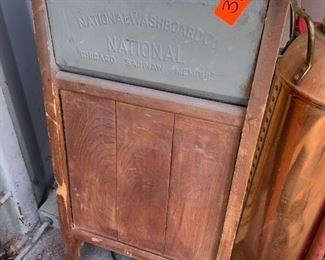 3
NATIONAL WASHBOARD CO.
NATIONAL
CHICAGO SAGINAW MEMPHIS